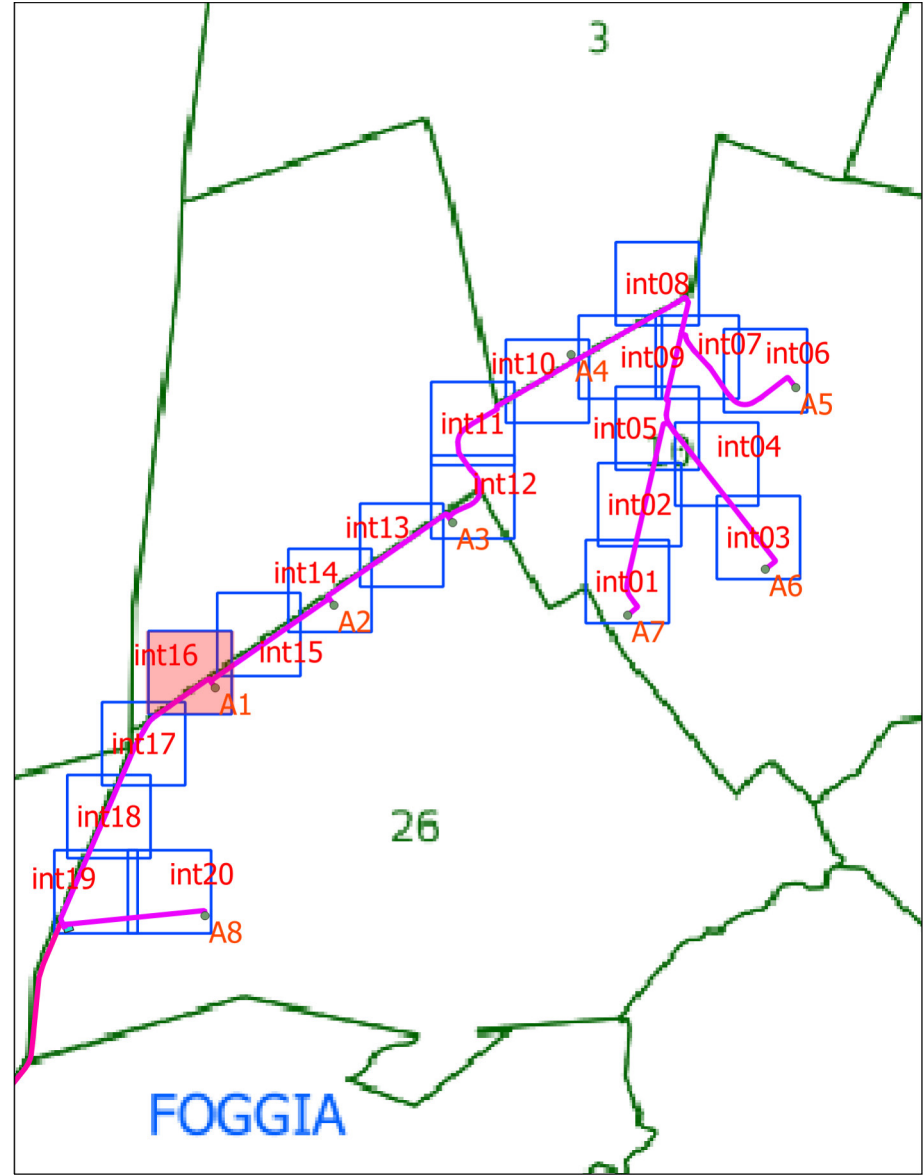 3
int08
int07
int06
int09
int10
A4
A5
int11
int05
int04
int12
int02
int13
A3
int03
int14
int01
A6
A2
A7
int16
int15
A1
int17
int18
26
int19
int20
A8
FOGGIA